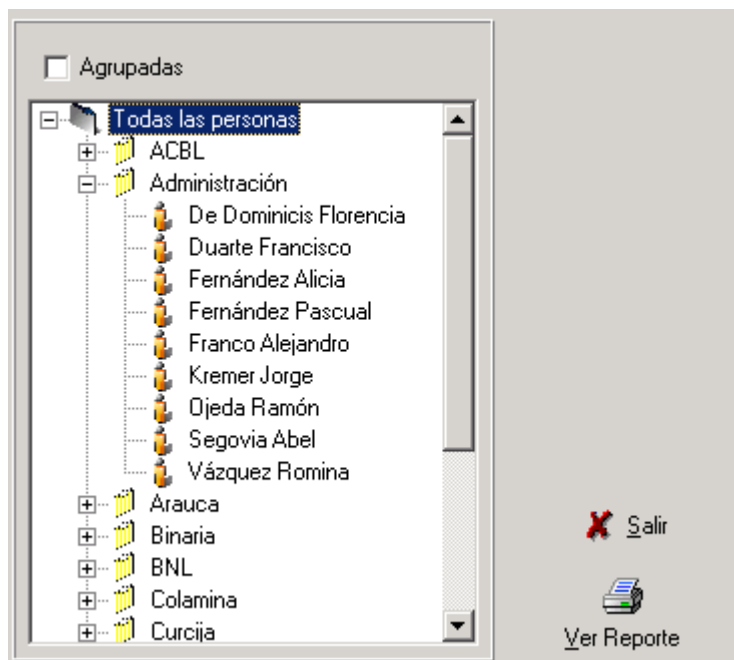 Agrupadas
Todas las personas
ACBL
Administración
De Dominicis Florencia
Duarte Francisco
Fernández Alicia
Fernández Pascual
Franco Alejandro
Kremer Jorge
Ojeda Ramón
Segovia Abel
Vázquez Romina
Arauca
Binaria
BNL
Colamina
Curcija
Salir
Ver Reporte